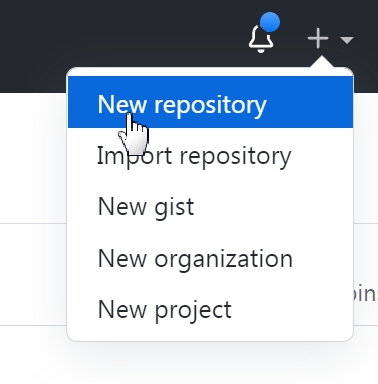 New repository
Import repository
New gist
New organization
New project